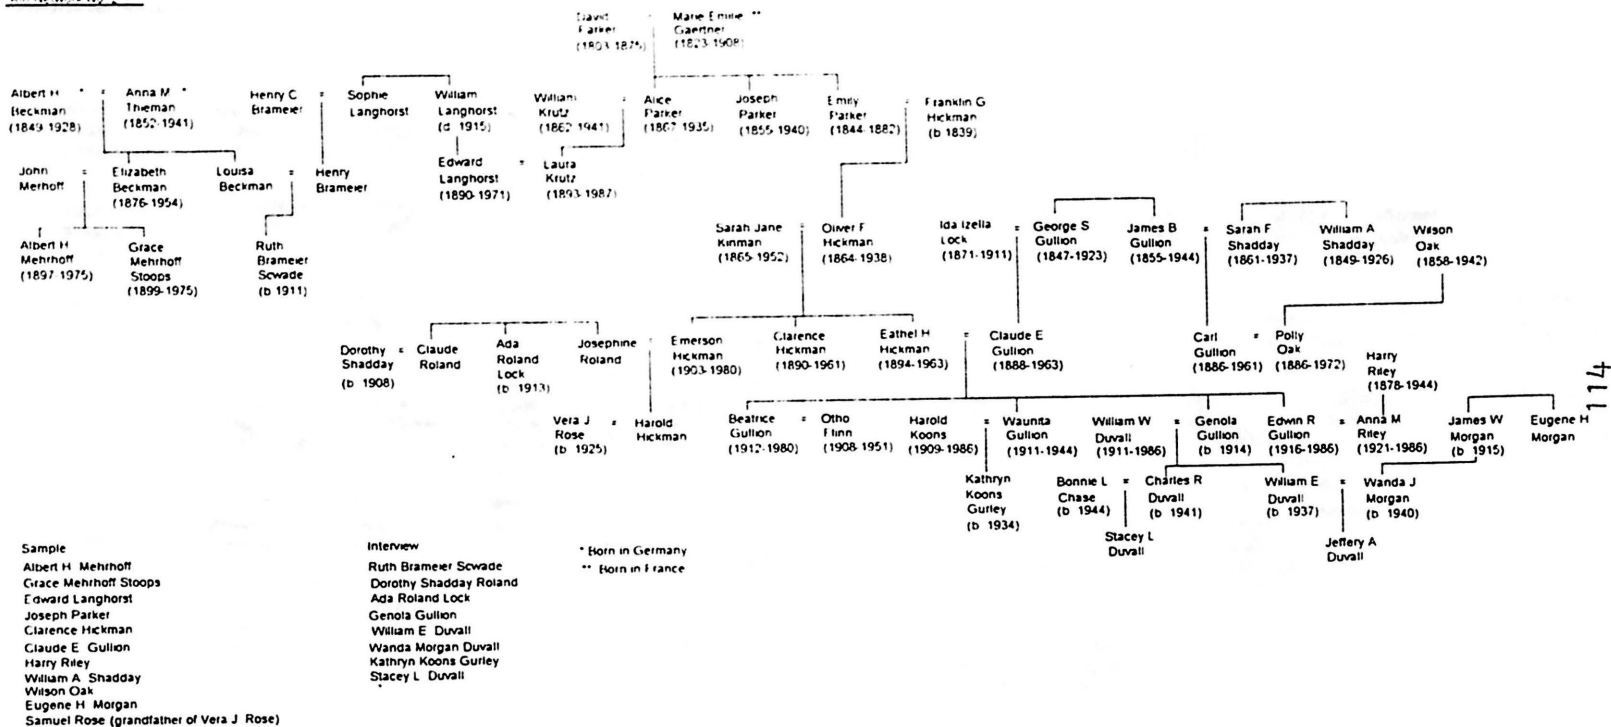 David
Parker
(1803-1875)
=
Marie Emilie **
Gaertner
(1823-1908)
Albert H *
Beckman
(1849-1928)
=
Anna M *
Thieman
(1852-1941)
Henry C
Brameier
=
Sophie
Langhorst
William
Langhorst
(d 1915)
William
Krutz
(1862-1941)
=
Alice
Parker
(1867-1935)
Joseph
Parker
(1855-1940)
Emily
Parker
(1844-1882)
=
Franklin G
Hickman
(b 1839)
John
Merhoff
=
Elizabeth
Beckman
(1876-1954)
Louisa
Beckman
=
Henry
Brameier
Edward
Langhorst
(1890-1971)
=
Laura
Krutz
(1893-1987)
Albert H
Mehrhoff
(1897-1975)
Grace
Mehrhoff
Stoops
(1899-1975)
Ruth
Brameier
Scwade
(b 1911)
Sarah Jane
Kinman
(1865-1952)
=
Oliver F
Hickman
(1864-1938)
Ida Izella
Lock
(1871-1911)
=
George S
Gullion
(1847-1923)
James B
Gullion
(1855-1944)
=
Sarah F
Shadday
(1861-1937)
William A
Shadday
(1849-1926)
Wilson
Oak
(1858-1942)
Dorothy
Shadday
(b 1908)
=
Claude
Roland
Ada
Roland
Lock
(b 1913)
Josephine
Roland
=
Emerson
Hickman
(1903-1980)
Clarence
Hickman
(1890-1961)
Eathel H
Hickman
(1894-1963)
=
Claude E
Gullion
(1888-1963)
Carl
Gullion
(1886-1961)
=
Polly
Oak
(1886-1972)
Harry
Riley
(1878-1944)
114
Vera J
Rose
(b 1925)
=
Harold
Hickman
Beatrice
Gullion
(1912-1980)
=
Otho
Flinn
(1908-1951)
Harold
Koons
(1909-1986)
=
Waunita
Gullion
(1911-1944)
William W
Duvall
(1911-1986)
=
Genola
Gullion
(b 1914)
Edwin R
Gullion
(1916-1986)
=
Anna M
Riley
(1921-1986)
James W
Morgan
(b 1915)
Eugene H
Morgan
Kathryn
Koons
Gurley
(b 1934)
Bonnie L
Chase
(b 1944)
=
Charles R
Duvall
(b 1941)
William E
Duvall
(b 1937)
=
Wanda J
Morgan
(b 1940)
Stacey L
Duvall
Jeffery A
Duvall
Sample
Albert H Mehrhoff
Grace Mehrhoff Stoops
Edward Langhorst
Joseph Parker
Clarence Hickman
Claude E Gullion
Harry Riley
William A Shadday
Wilson Oak
Eugene H Morgan
Samuel Rose (grandfather of Vera J Rose)
Interview
Ruth Brameier Scwade
Dorothy Shadday Roland
Ada Roland Lock
Genola Gullion
William E Duvall
Wanda Morgan Duvall
Kathryn Koons Gurley
Stacey L Duvall
* Born in Germany
** Born in France